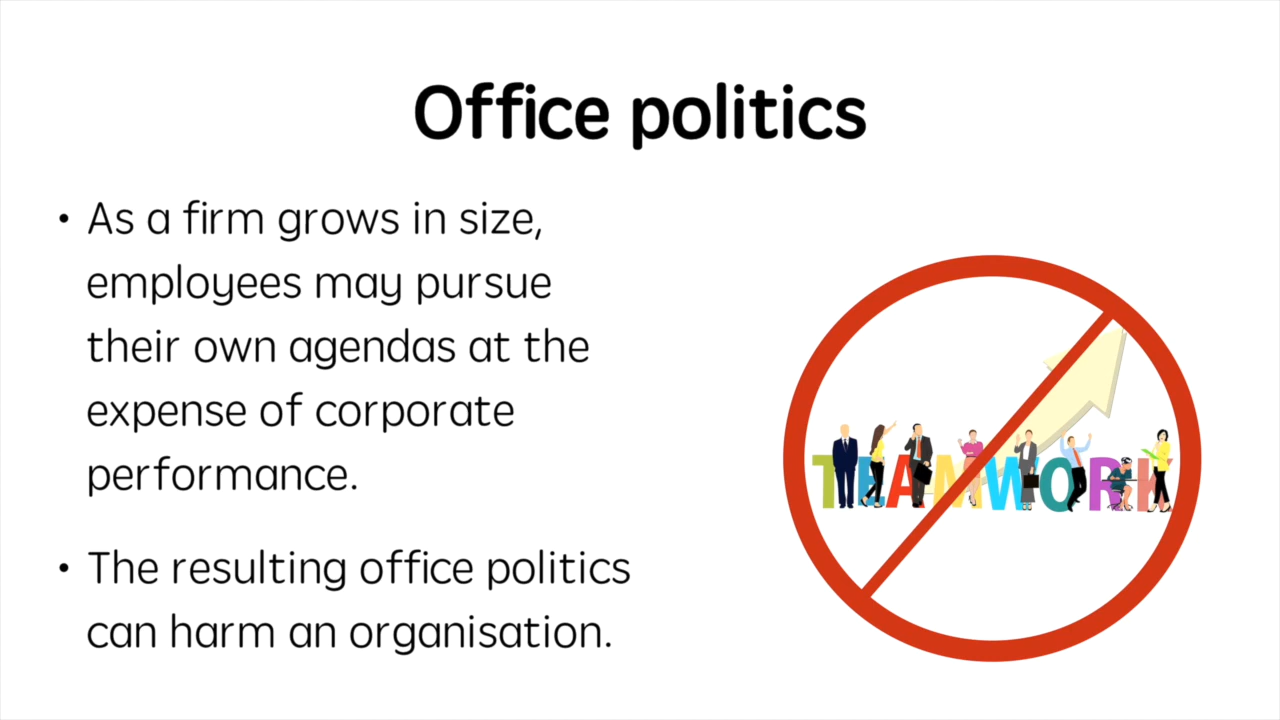 Office politics
• As a firm grows in size,
employees may pursue
their own agendas at the
expense of corporate
performance.
• The resulting office politics
can harm an organisation.
TEAMWORK